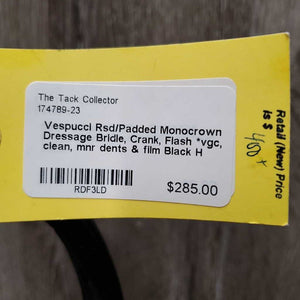 The Tack Collector
174789-23
Vespucci Rsd/Padded Monocrown
Dressage Bridle, Crank, Flash *vgc,
clean, mnr dents & film Black H
RDF3LD
$285.00
Retail (New) Price
is $ 400+